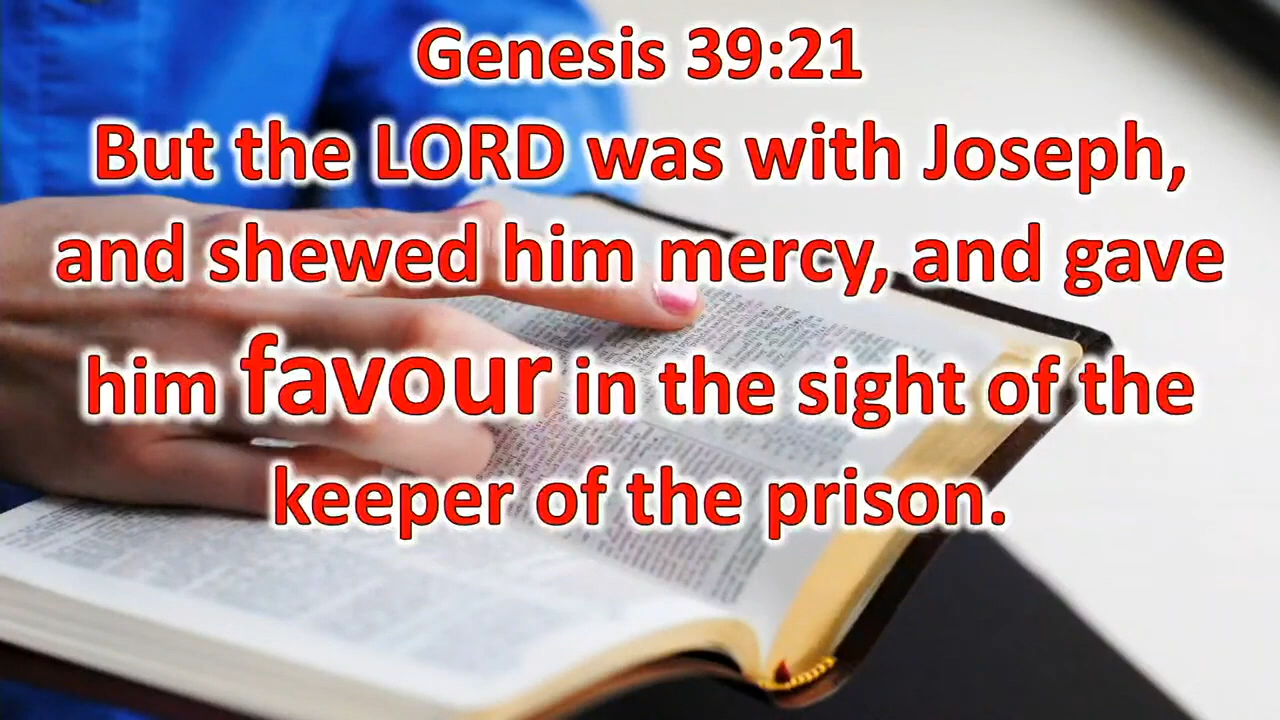 Genesis 39:21
But the LORD was with Joseph,
and shewed him mercy, and gave
him favour in the sight of the
keeper of the prison.